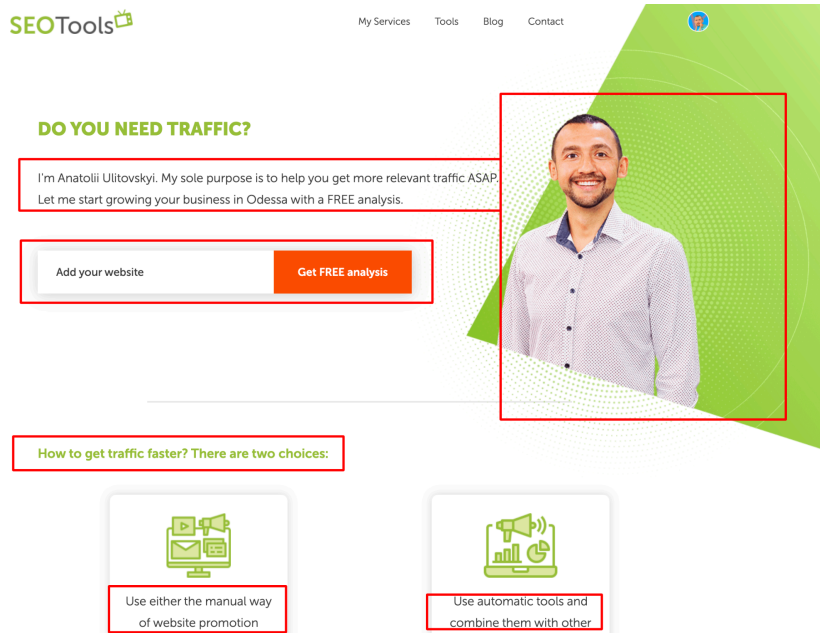 SEOTools
My Services Tools Blog Contact
DO YOU NEED TRAFFIC?
I'm Anatolii Ulitovskyi. My sole purpose is to help you get more relevant traffic ASAP.
Let me start growing your business in Odessa with a FREE analysis.
Add your website Get FREE analysis
How to get traffic faster? There are two choices:
Use either the manual way
of website promotion
Use automatic tools and
combine them with other